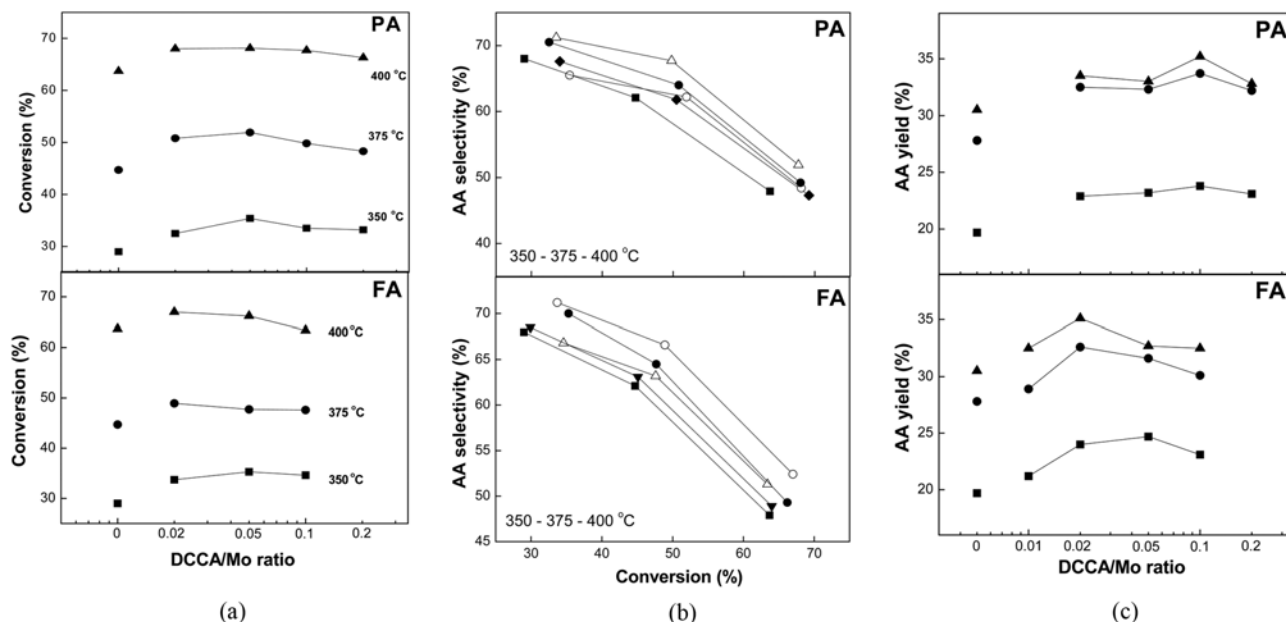 PA
70
60
50
40
30
Conversion (%)
400 °C
375 °C
350 °C
FA
70
60
50
40
30
Conversion (%)
400 °C
375 °C
350 °C
0
0.02
0.05
0.1
0.2
DCCA/Mo ratio
(a)
PA
70
60
50
40
AA selectivity (%)
350 - 375 - 400 °C
FA
70
65
60
55
50
45
AA selectivity (%)
350 - 375 - 400 °C
30
40
50
60
70
Conversion (%)
(b)
PA
35
30
25
20
AA yield (%)
FA
35
30
25
20
AA yield (%)
0
0.01
0.02
0.05
0.1
0.2
DCCA/Mo ratio
(c)